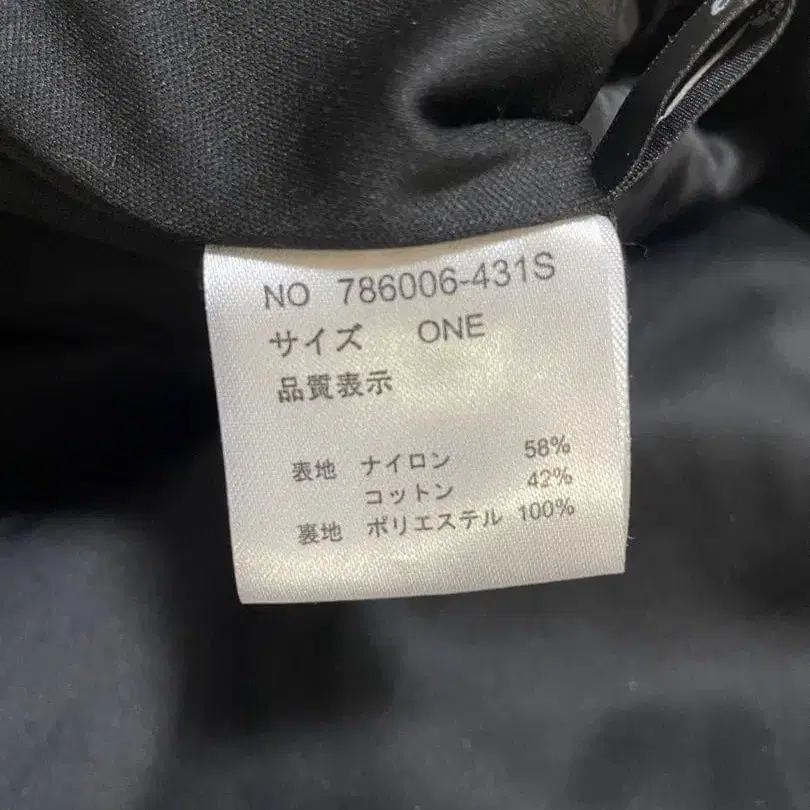 NO 786006-431S
サイズ ONE
品質表示
表地 ナイロン 58%
コットン 42%
裏地 ポリエステル 100%